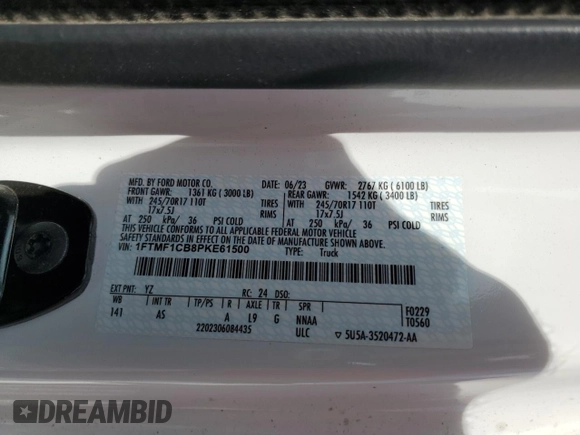 MFD. BY FORD MOTOR CO. 06/23 GVWR: 2767 KG ( 6100 LB)
FRONT GAWR: 1361 KG ( 3000 LB) REAR GAWR: 1542 KG ( 3400 LB)
WITH 245/70R17 110T TIRES WITH 245/70R17 110T TIRES
17x7.5J RIMS 17x7.5J RIMS
AT 250 kPa/ 36 PSI COLD AT 250 kPa/ 36 PSI COLD
THIS VEHICLE CONFORMS TO ALL APPLICABLE FEDERAL MOTOR VEHICLE
SAFETY STANDARDS IN EFFECT ON THE DATE OF MANUFACTURE SHOWN ABOVE.
VIN: 1FTMF1CB8PKE61500 TYPE: Truck
EXT PNT: YZ RC: 24 DSO: F0229
WB INT TR TP/PS R AXLE TR SPR T0560
141 AS A L9 G NNAA
2202306084435 ULC ▽ 5U5A-3520472-AA
DREAMBID